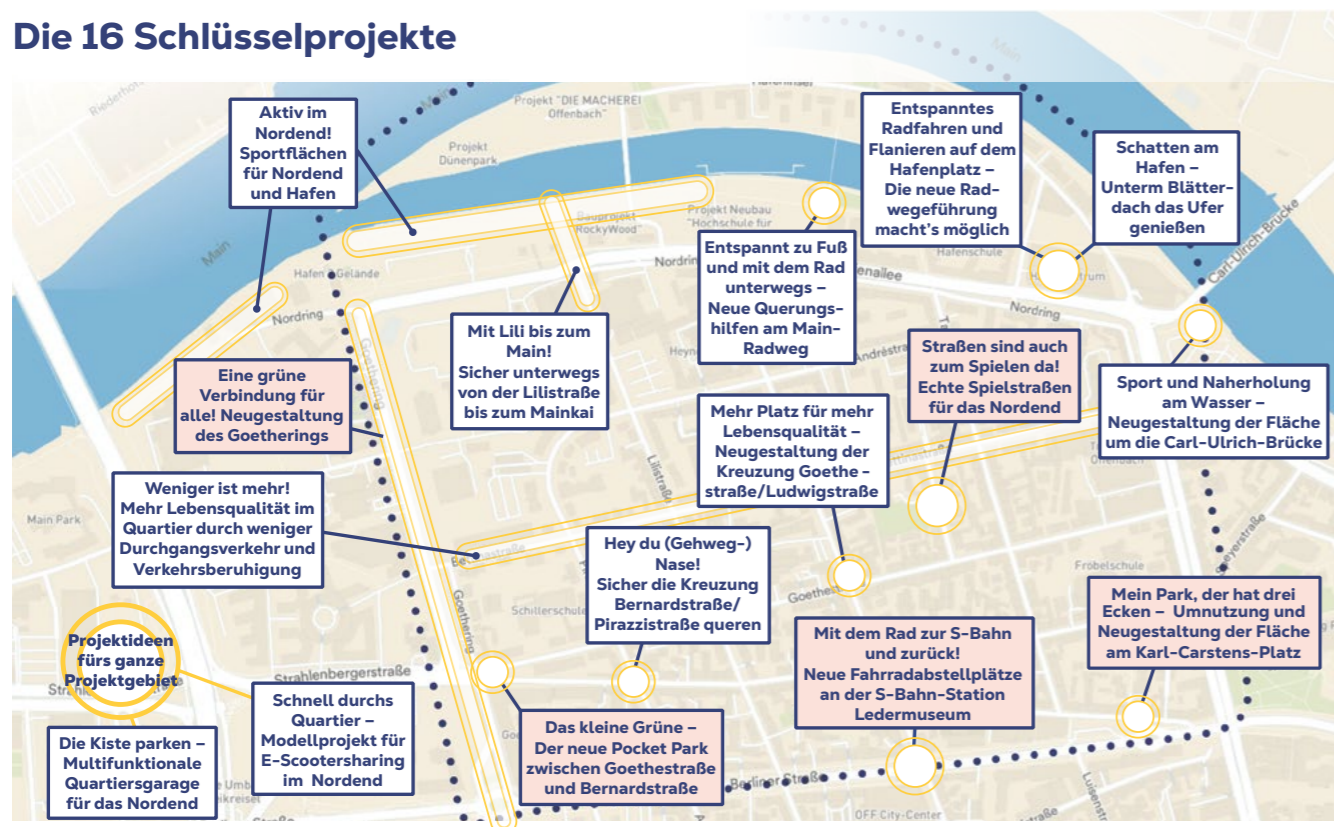 Die 16 Schlüsselprojekte
Aktiv im
Nordend!
Sportflächen
für Nordend
und Hafen
Entspanntes
Radfahren und
Flanieren auf dem
Hafenplatz –
Die neue Rad-
wegeführung
macht's möglich
Schatten am
Hafen –
Unterm Blätter-
dach das Ufer
genießen
Entspannt zu Fuß
und mit dem Rad
unterwegs –
Neue Querungs-
hilfen am Main-
Radweg
Mit Lili bis zum
Main!
Sicher unterwegs
von der Lilistraße
bis zum Mainkai
Eine grüne
Verbindung für
alle! Neugestaltung
des Goetherings
Straßen sind auch
zum Spielen da!
Echte Spielstraßen
für das Nordend
Sport und Naherholung
am Wasser –
Neugestaltung der Fläche
um die Carl-Ulrich-Brücke
Mehr Platz für mehr
Lebensqualität –
Neugestaltung der
Kreuzung Goethe -
straße/Ludwigstraße
Weniger ist mehr!
Mehr Lebensqualität im
Quartier durch weniger
Durchgangsverkehr und
Verkehrsberuhigung
Hey du (Gehweg-)
Nase!
Sicher die Kreuzung
Bernardstraße/
Pirazzistraße queren
Mein Park, der hat drei
Ecken – Umnutzung und
Neugestaltung der Fläche
am Karl-Carstens-Platz
Mit dem Rad zur S-Bahn
und zurück!
Neue Fahrradabstellplätze
an der S-Bahn-Station
Ledermuseum
Projektideen
fürs ganze
Projektgebiet
Schnell durchs
Quartier –
Modellprojekt für
E-Scootersharing
im Nordend
Das kleine Grüne –
Der neue Pocket Park
zwischen Goethestraße
und Bernardstraße
Die Kiste parken –
Multifunktionale
Quartiersgarage
für das Nordend
Main
Main
Main
Projekt "DIE MACHEREI
Offenbach"
Projekt
Dünenpark
Bauprojekt
RockyWood"
Projekt Neubau
"Hochschule für
Hafenschule
Carl-Ulrich-Brücke
Hafen 2 Gelände
Nordring
Nordring
Nordring
Goethering
Goethering
Lilistraße
Main Park
Schillerschule
Frobelschule
Strahlenbergerstraße
Berliner Straße
OFF City-Center